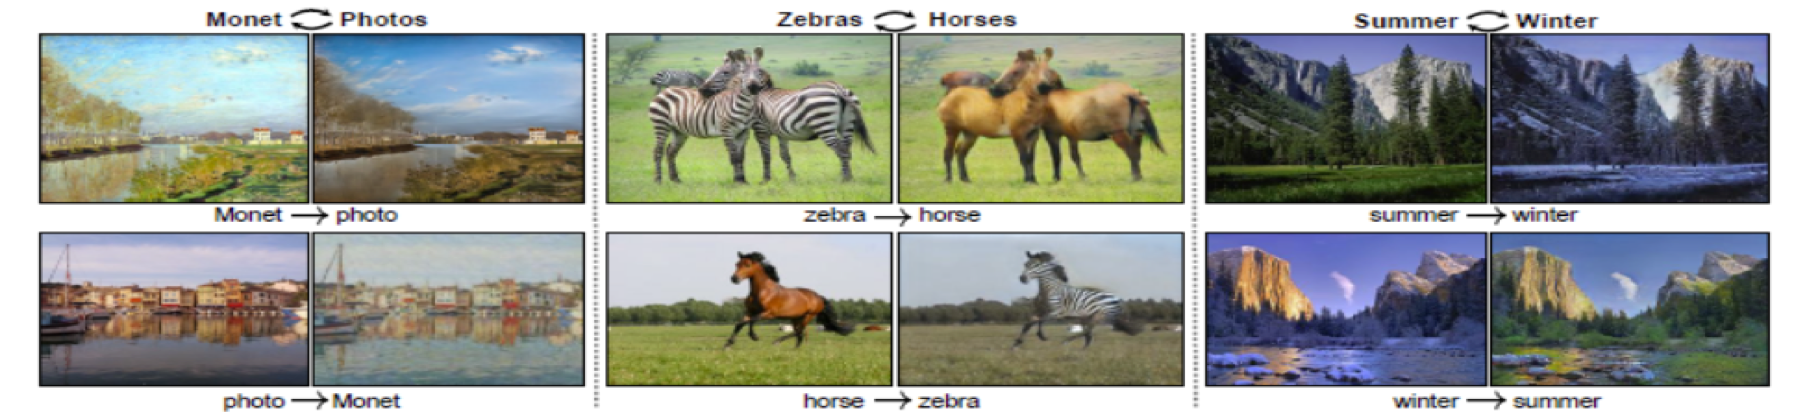 Monet ⇄ Photos
Zebras ⇄ Horses
Summer ⇄ Winter
Monet → photo
zebra → horse
summer → winter
photo → Monet
horse → zebra
winter → summer